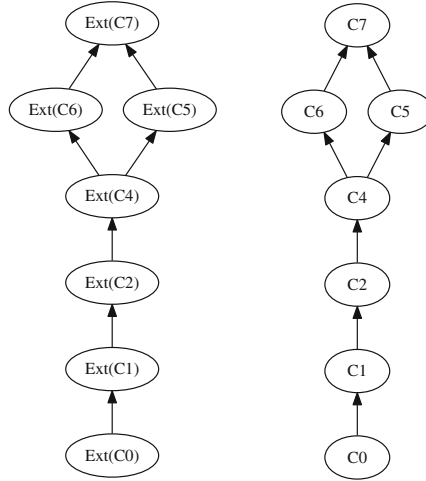 Ext(C7)
Ext(C6) Ext(C5)
Ext(C4)
Ext(C2)
Ext(C1)
Ext(C0)
C7
C6 C5
C4
C2
C1
C0